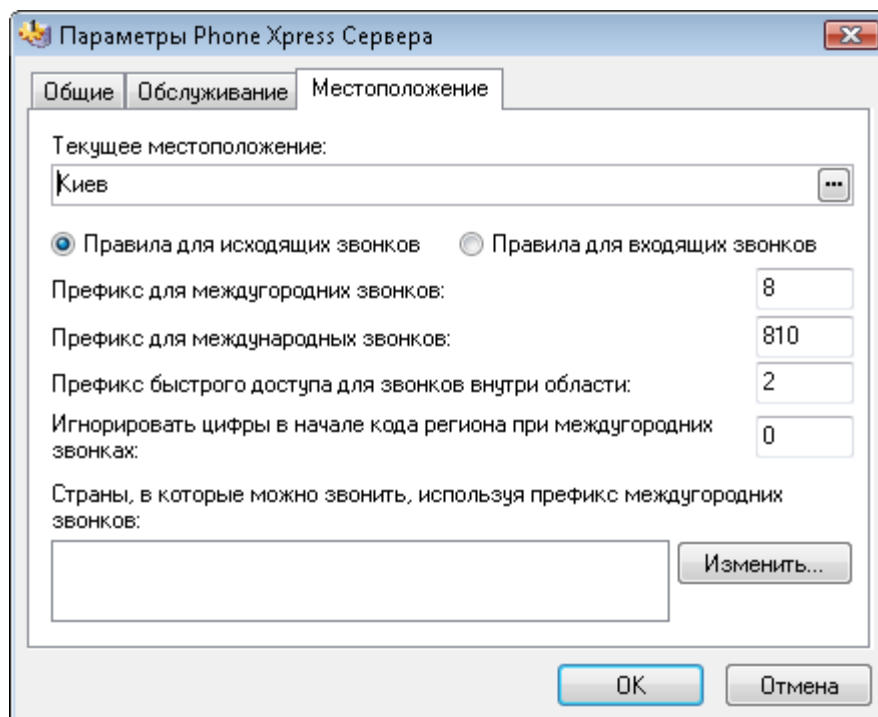 Параметры Phone Xpress Сервера
Общие Обслуживание Местоположение
Текущее местоположение:
Киев ...
Правила для исходящих звонков Правила для входящих звонков
Префикс для междугородних звонков: 8
Префикс для международных звонков: 810
Префикс быстрого доступа для звонков внутри области: 2
Игнорировать цифры в начале кода региона при междугородних
звонках: 0
Страны, в которые можно звонить, используя префикс междугородних
звонков:
Изменить...
OK Отмена